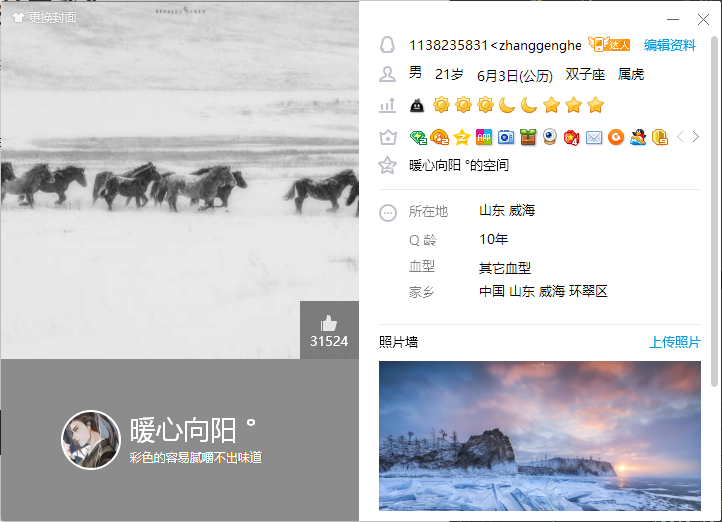 更换封面
31524
暖心向阳 °
彩色的容易腻嚼不出味道
1138235831<zhanggenghe
达人
编辑资料
男 21岁 6月3日(公历) 双子座 属虎
APP
暖心向阳 °的空间
所在地 山东 威海
Q 龄 10年
血型 其它血型
家乡 中国 山东 威海 环翠区
照片墙 上传照片